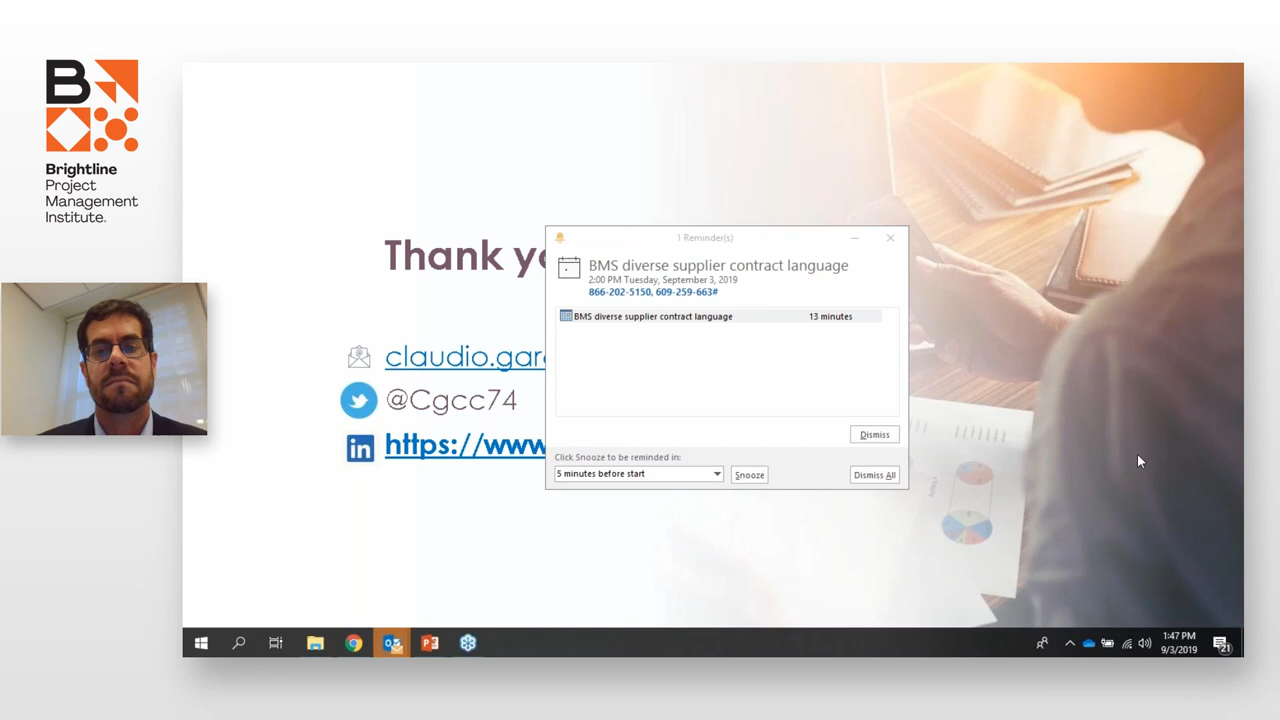 B
Brightline
Project
Management
Institute.
Thank yo
claudio.gar
@Cgcc74
https://www
1 Reminder(s)
BMS diverse supplier contract language
2:00 PM Tuesday, September 3, 2019
866-202-5150, 609-259-663#
BMS diverse supplier contract language 13 minutes
Dismiss
Click Snooze to be reminded in:
5 minutes before start
Snooze
Dismiss All
1:47 PM
9/3/2019
21